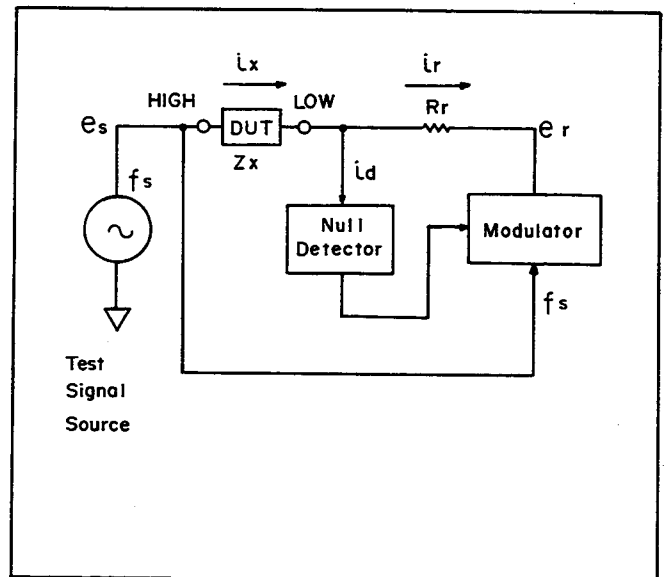 ix
ir
HIGH
LOW
Rr
es
DUT
er
Zx
fs
id
Null
Detector
Modulator
fs
Test
Signal
Source